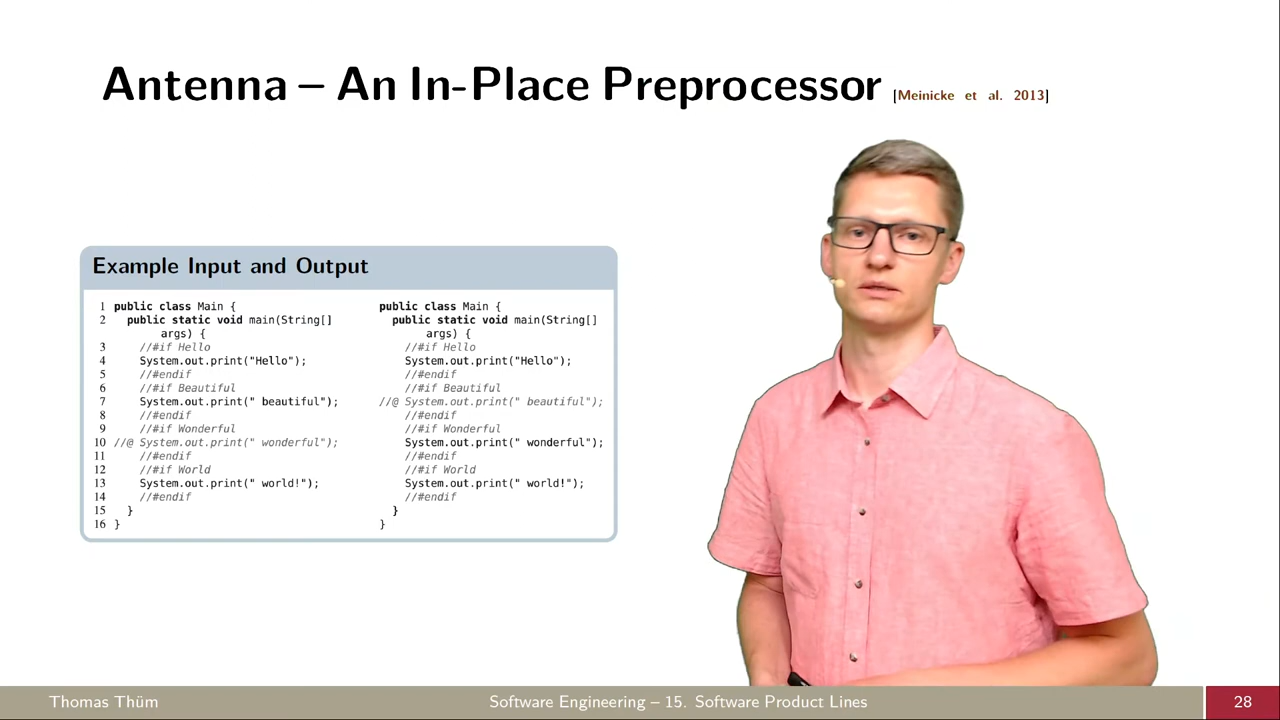 Antenna – An In-Place Preprocessor [Meinicke et al. 2013]
Example Input and Output
1 public class Main {
2 public static void main(String[]
args) {
3 //#if Hello
4 System.out.print("Hello");
5 //#endif
6 //#if Beautiful
7 System.out.print(" beautiful");
8 //#endif
9 //#if Wonderful
10 //@ System.out.print(" wonderful");
11 //#endif
12 //#if World
13 System.out.print(" world!");
14 //#endif
15 }
16 }
public class Main {
public static void main(String[]
args) {
//#if Hello
System.out.print("Hello");
//#endif
//#if Beautiful
//@ System.out.print(" beautiful");
//#endif
//#if Wonderful
System.out.print(" wonderful");
//#endif
//#if World
System.out.print(" world!");
//#endif
}
}
Thomas Thüm
Software Engineering – 15. Software Product Lines
28